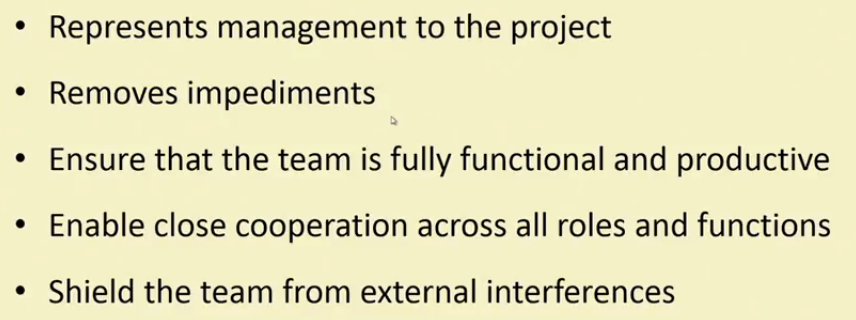 • Represents management to the project
• Removes impediments
• Ensure that the team is fully functional and productive
• Enable close cooperation across all roles and functions
• Shield the team from external interferences